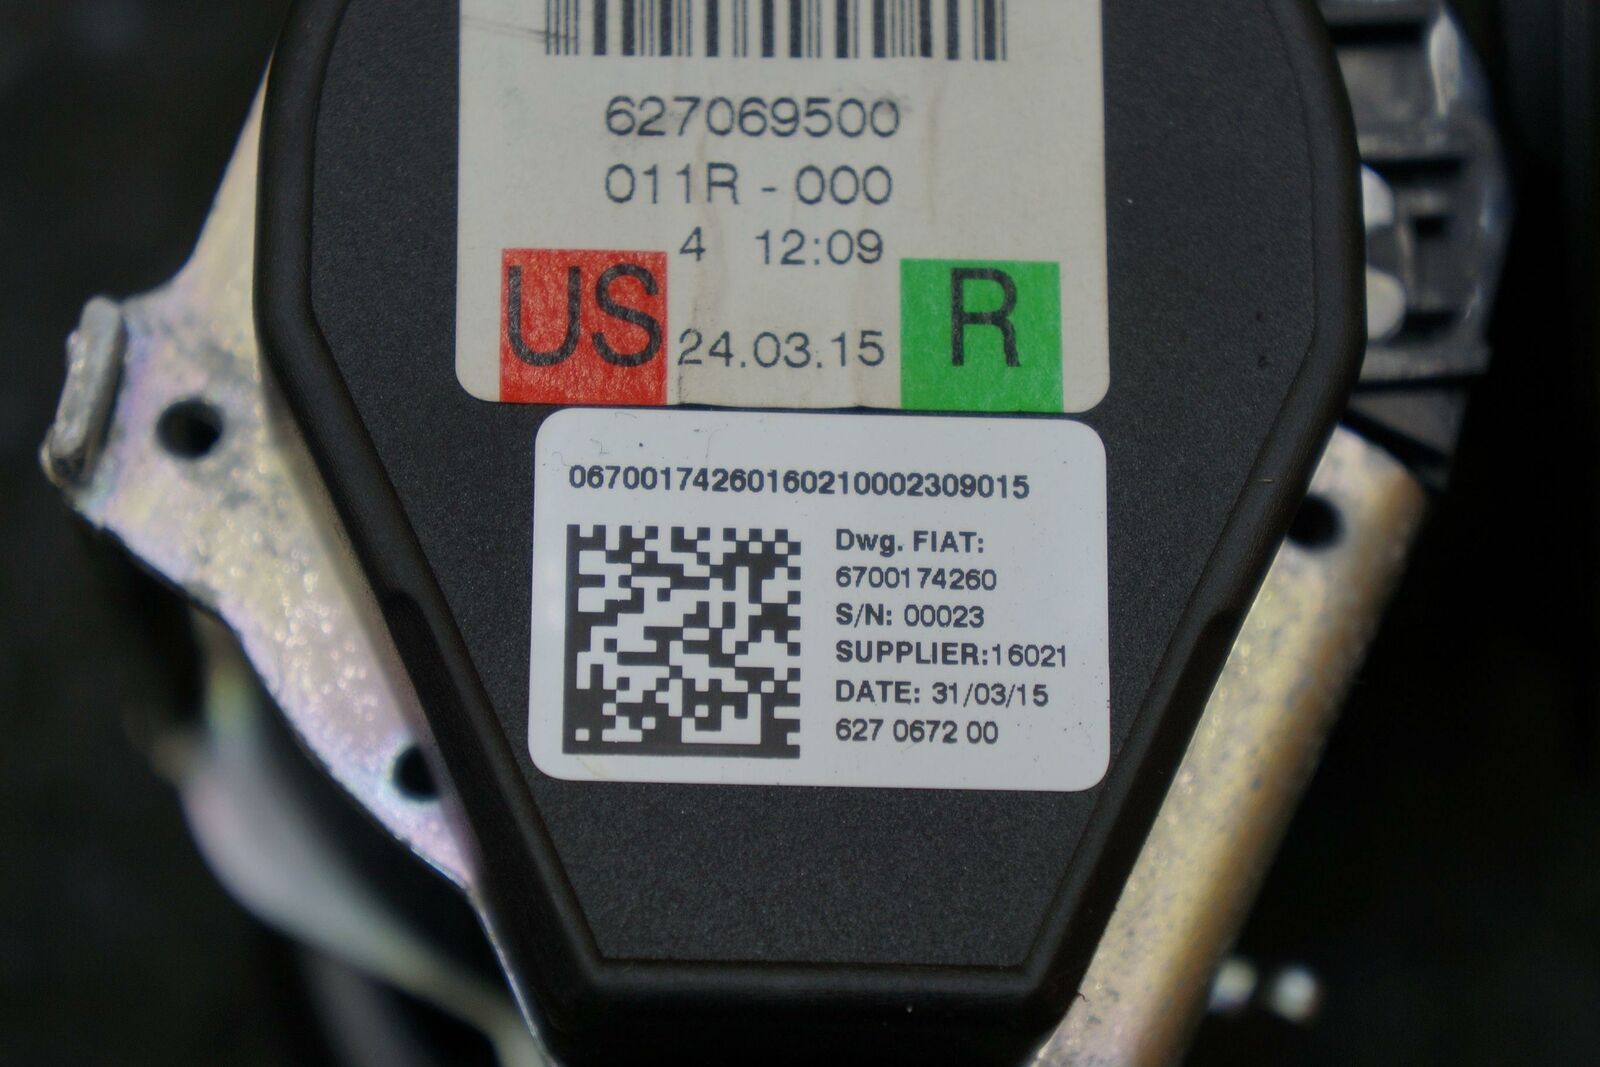 627069500
011R - 000
4 12:09
US 24.03.15 R
06700174260160210002309015
Dwg. FIAT:
6700174260
S/N: 00023
SUPPLIER:16021
DATE: 31/03/15
627 0672 00